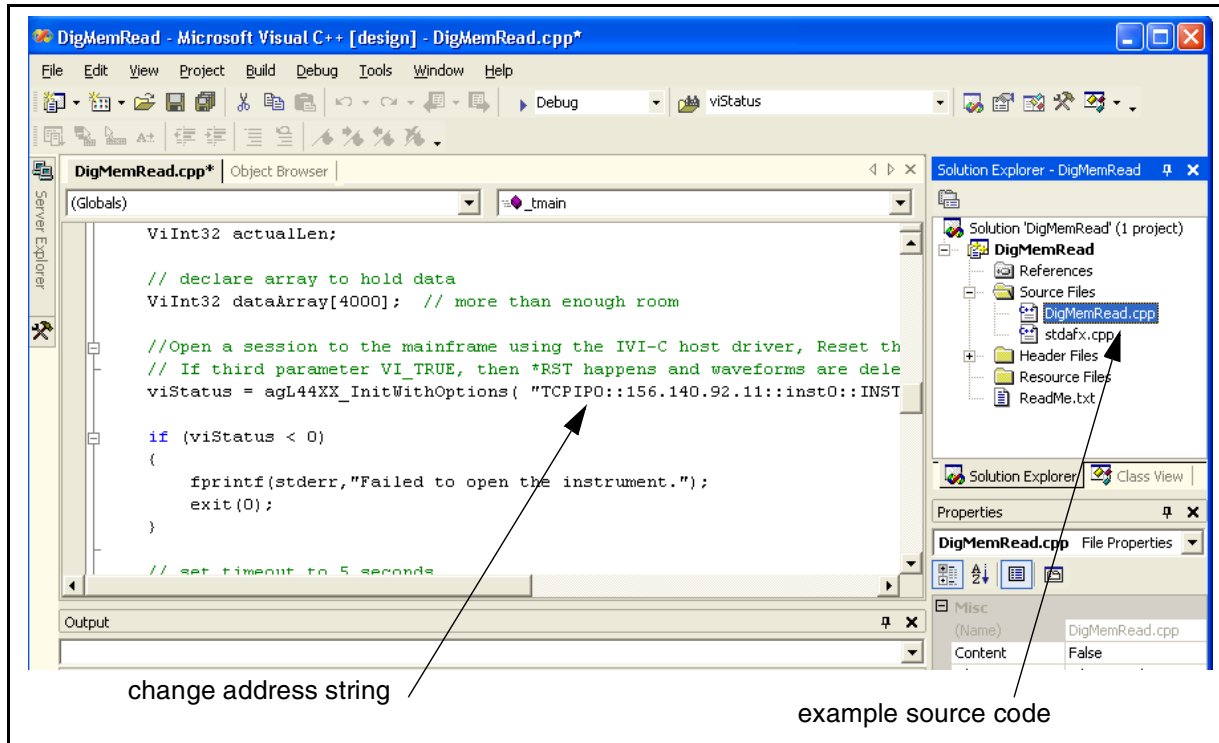 DigMemRead - Microsoft Visual C++ [design] - DigMemRead.cpp*
File Edit View Project Build Debug Tools Window Help
Debug viStatus
Server Explorer
DigMemRead.cpp* Object Browser
(Globals) _tmain
ViInt32 actualLen;
// declare array to hold data
ViInt32 dataArray[4000];  // more than enough room
//Open a session to the mainframe using the IVI-C host driver, Reset th
// If third parameter VI_TRUE, then *RST happens and waveforms are dele
viStatus = agL44XX_InitWithOptions( "TCPIP0::156.140.92.11::inst0::INST
if (viStatus < 0)
{
fprintf(stderr,"Failed to open the instrument.");
exit(0);
}
// set timeout to 5 seconds
Output
Solution Explorer - DigMemRead
Solution 'DigMemRead' (1 project)
DigMemRead
References
Source Files
DigMemRead.cpp
stdafx.cpp
Header Files
Resource Files
ReadMe.txt
Solution Explorer Class View
Properties
DigMemRead.cpp File Properties
Misc
(Name) DigMemRead.cpp
Content False
change address string
example source code